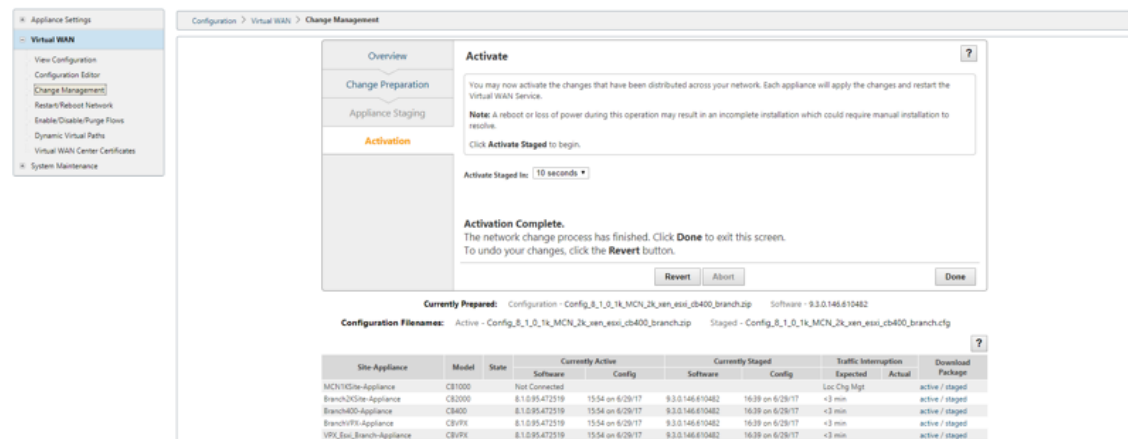 Appliance Settings
Configuration > Virtual WAN > Change Management
Virtual WAN
View Configuration
Configuration Editor
Change Management
Restart/Reboot Network
Enable/Disable/Purge Flows
Dynamic Virtual Paths
Virtual WAN Center Certificates
System Maintenance
Overview
Change Preparation
Appliance Staging
Activation
Activate
?
You may now activate the changes that have been distributed across your network. Each appliance will apply the changes and restart the
Virtual WAN Service.
Note: A reboot or loss of power during this operation may result in an incomplete installation which could require manual installation to
resolve.
Click Activate Staged to begin.
Activate Staged In: 10 seconds
Activation Complete.
The network change process has finished. Click Done to exit this screen.
To undo your changes, click the Revert button.
Revert Abort Done
Currently Prepared: Configuration - Config_8_1_0_1k_MCN_2k_xen_esxi_cb400_branch.zip Software - 9.3.0.146.610482
Configuration Filenames: Active - Config_8_1_0_1k_MCN_2k_xen_esxi_cb400_branch.zip Staged - Config_8_1_0_1k_MCN_2k_xen_esxi_cb400_branch.cfg
?
Site-Appliance Model State Currently Active Currently Staged Traffic Interruption Download Package
Software Config Software Config Expected Actual
MCN1KSite-Appliance CB1000 Not Connected Loc Chg Mgt active / staged
Branch2KSite-Appliance CB2000 8.1.0.95.472519 15:54 on 6/29/17 9.3.0.146.610482 16:39 on 6/29/17 <3 min active / staged
Branch400-Appliance CB400 8.1.0.95.472519 15:54 on 6/29/17 9.3.0.146.610482 16:39 on 6/29/17 <3 min active / staged
BranchVPX-Appliance CBVPX 8.1.0.95.472519 15:54 on 6/29/17 9.3.0.146.610482 16:39 on 6/29/17 <3 min active / staged
VPX_Esxi_Branch-Appliance CBVPX 8.1.0.95.472519 15:54 on 6/29/17 9.3.0.146.610482 16:39 on 6/29/17 <3 min active / staged